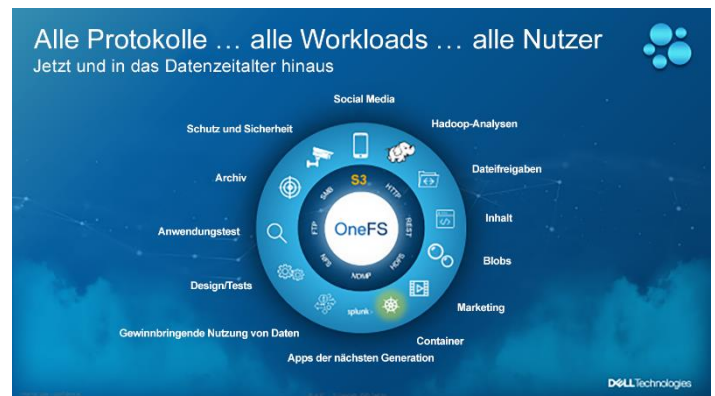 Alle Protokolle … alle Workloads … alle Nutzer
Jetzt und in das Datenzeitalter hinaus
Social Media
Schutz und Sicherheit
Hadoop-Analysen
Archiv
Dateifreigaben
Anwendungstest
Inhalt
Design/Tests
Blobs
Gewinnbringende Nutzung von Daten
Marketing
Apps der nächsten Generation
Container
S3
HTTP
REST
HDFS
NDMP
NFS
FTP
SMB
OneFS
splunk>
DELLTechnologies